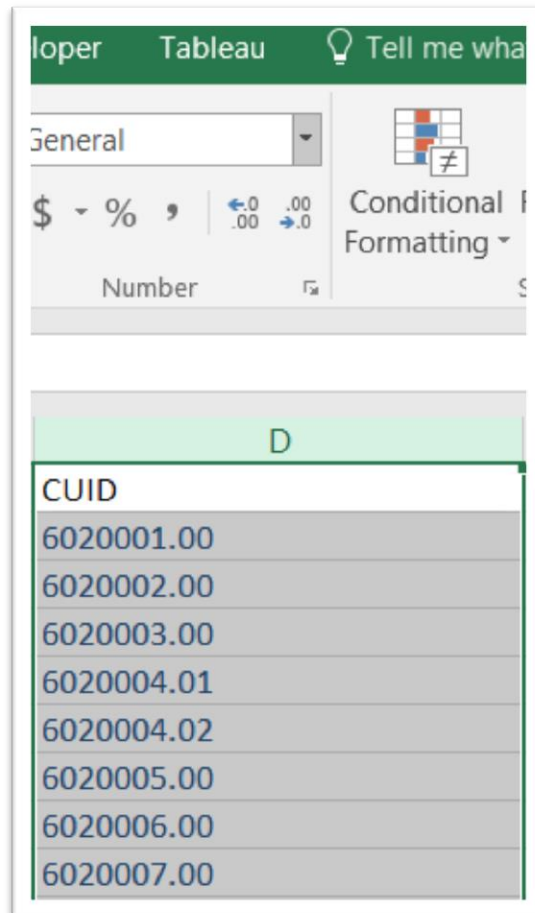 loper Tableau Tell me wha
General
$ % , .0 .00 .00 .0
Conditional
Formatting
Number
D
CUID
6020001.00
6020002.00
6020003.00
6020004.01
6020004.02
6020005.00
6020006.00
6020007.00